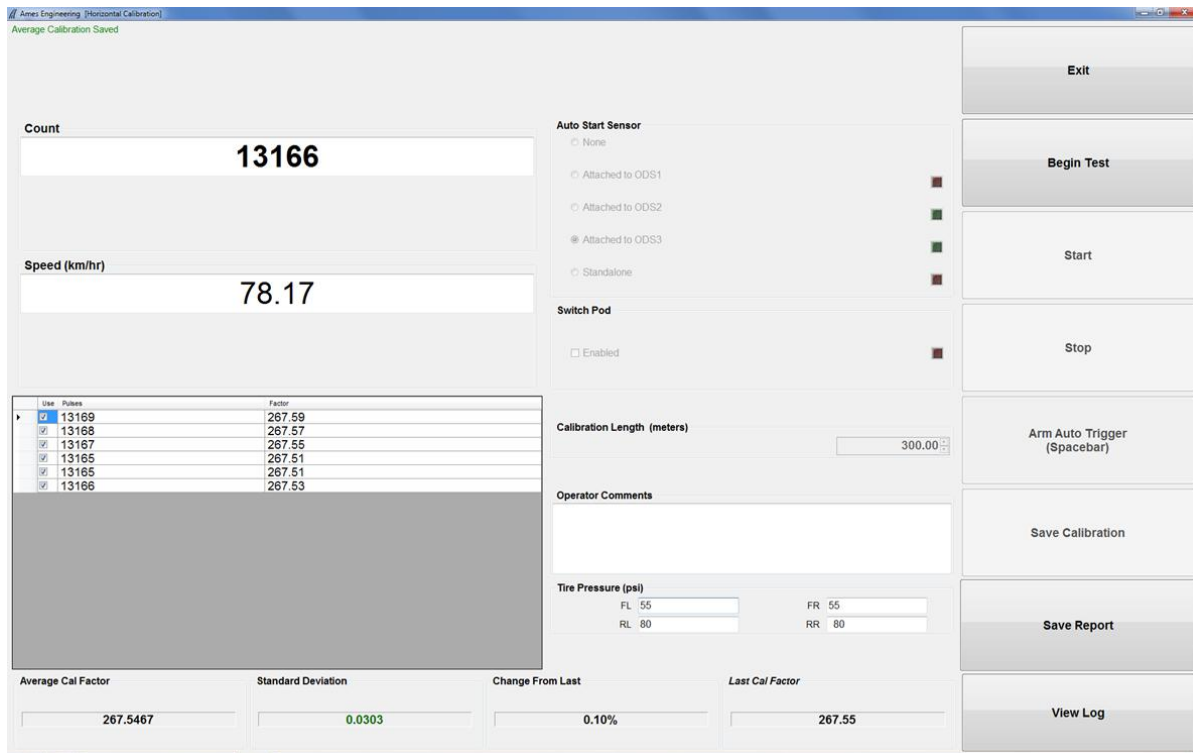 Ames Engineering [Horizontal Calibration]
Average Calibration Saved
Count
13166
Speed (km/hr)
78.17
Use Pulses Factor
13169 267.59
13168 267.57
13167 267.55
13165 267.51
13165 267.51
13166 267.53
Auto Start Sensor
None
Attached to ODS1
Attached to ODS2
Attached to ODS3
Standalone
Switch Pod
Enabled
Calibration Length (meters)
300.00
Operator Comments
Tire Pressure (psi)
FL 55 FR 55
RL 80 RR 80
Average Cal Factor Standard Deviation Change From Last Last Cal Factor
267.5467 0.0303 0.10% 267.55
Exit
Begin Test
Start
Stop
Arm Auto Trigger
(Spacebar)
Save Calibration
Save Report
View Log